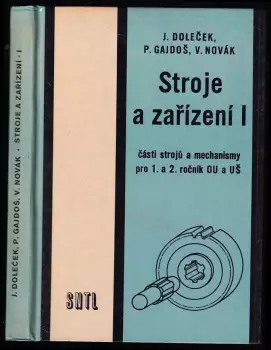 J. DOLEČEK, P. GAJDOŠ, V. NOVÁK · STROJE A ZAŘÍZENÍ - I
J. DOLEČEK,
P. GAJDOŠ, V. NOVÁK
Stroje
a zařízení I
části strojů a mechanismy
pro 1. a 2. ročník OU a UŠ
SNTL